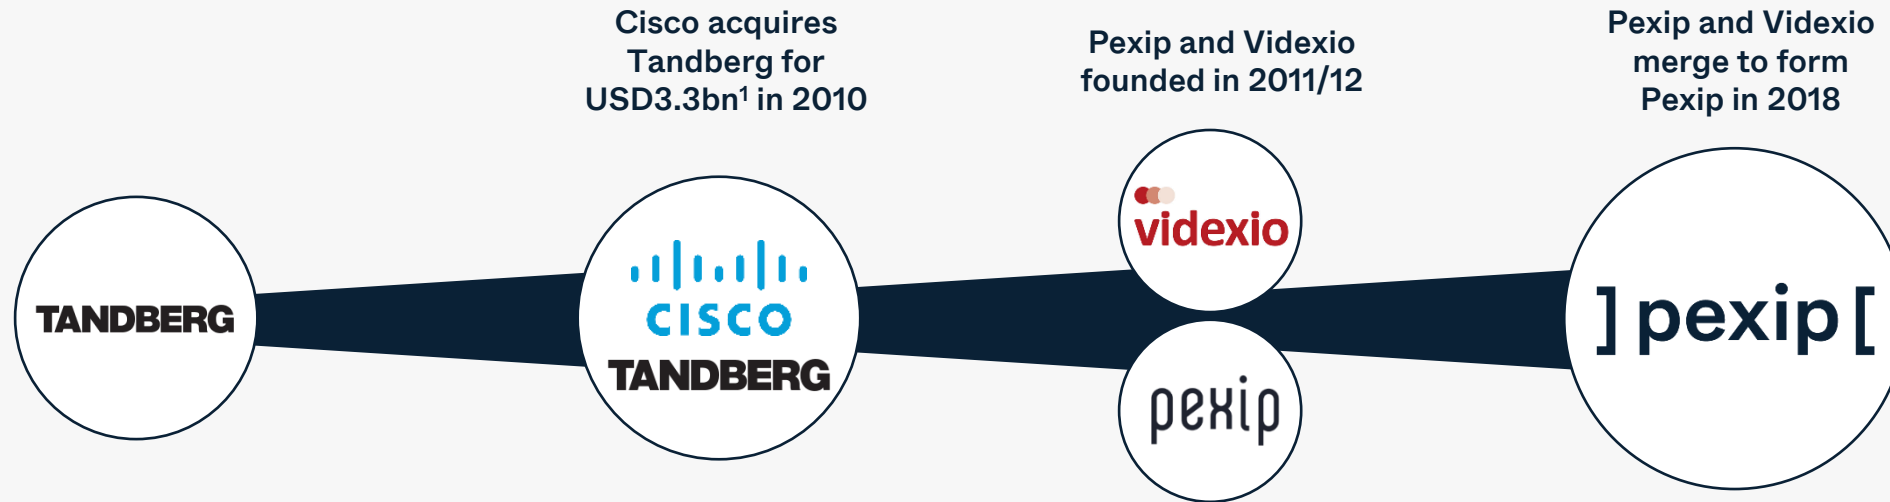 Cisco acquires
Tandberg for
USD3.3bn¹ in 2010
Pexip and Videxio
founded in 2011/12
Pexip and Videxio
merge to form
Pexip in 2018
TANDBERG
CISCO
TANDBERG
videxio
pexip
]pexip[